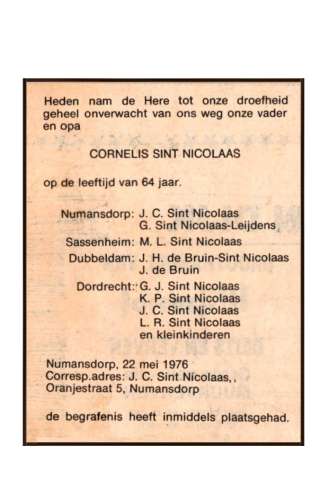 Heden nam de Here tot onze droefheid
geheel onverwacht van ons weg onze vader
en opa
CORNELIS SINT NICOLAAS
op de leeftijd van 64 jaar.
Numansdorp: J. C. Sint Nicolaas
G. Sint Nicolaas-Leijdens
Sassenheim: M. L. Sint Nicolaas
Dubbeldam: J. H. de Bruin-Sint Nicolaas
J. de Bruin
Dordrecht: G. J. Sint Nicolaas
K. P. Sint Nicolaas
J. C. Sint Nicolaas
L. R. Sint Nicolaas
en kleinkinderen
Numansdorp, 22 mei 1976
Corresp.adres: J. C. Sint Nicolaas,
Oranjestraat 5, Numansdorp
de begrafenis heeft inmiddels plaatsgehad.